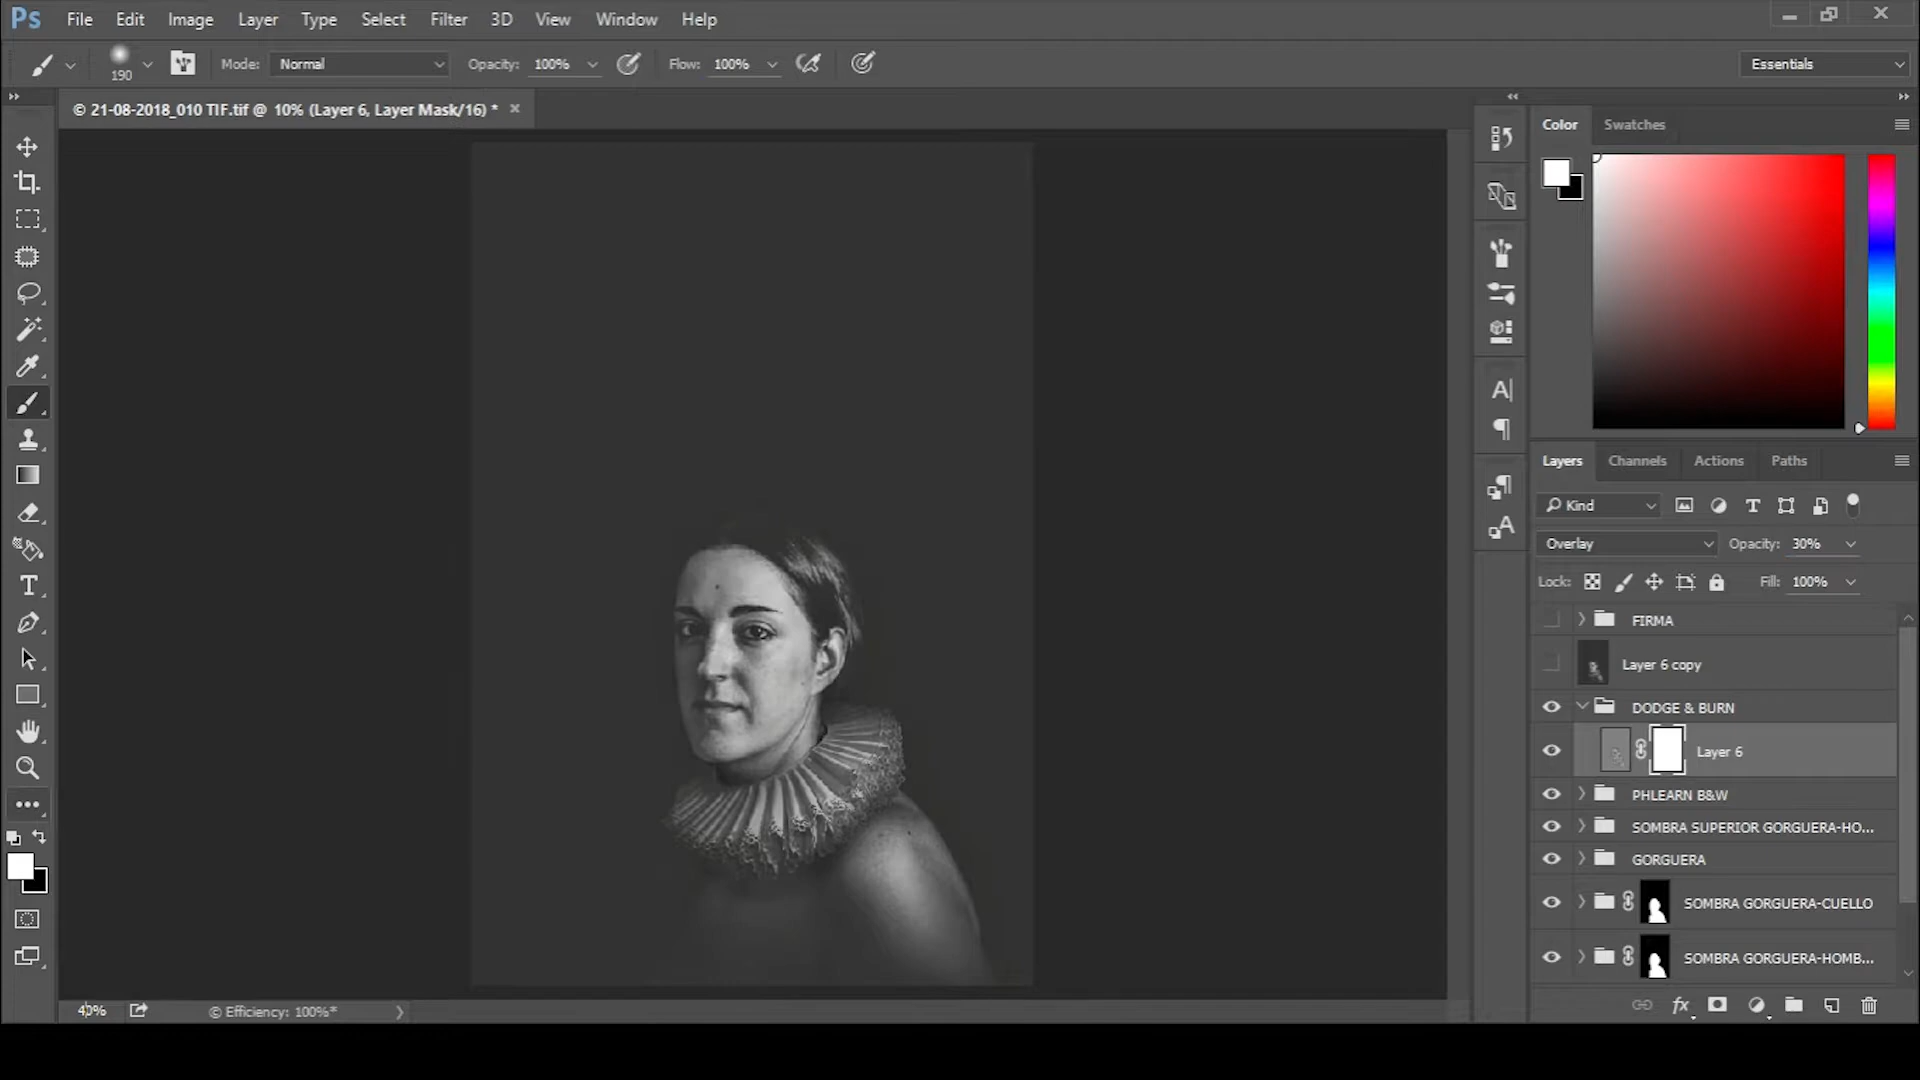 Ps File Edit Image Layer Type Select Filter 3D View Window Help
190 Mode: Normal Opacity: 100% Flow: 100% Essentials
© 21-08-2018_010 TIF.tif @ 10% (Layer 6, Layer Mask/16) *
Color Swatches
Layers Channels Actions Paths
Kind
Overlay Opacity: 30%
Lock: Fill: 100%
FIRMA
Layer 6 copy
DODGE & BURN
Layer 6
PHLEARN B&W
SOMBRA SUPERIOR GORGUERA-HO...
GORGUERA
SOMBRA GORGUERA-CUELLO
SOMBRA GORGUERA-HOMB...
40% © Efficiency: 100%*